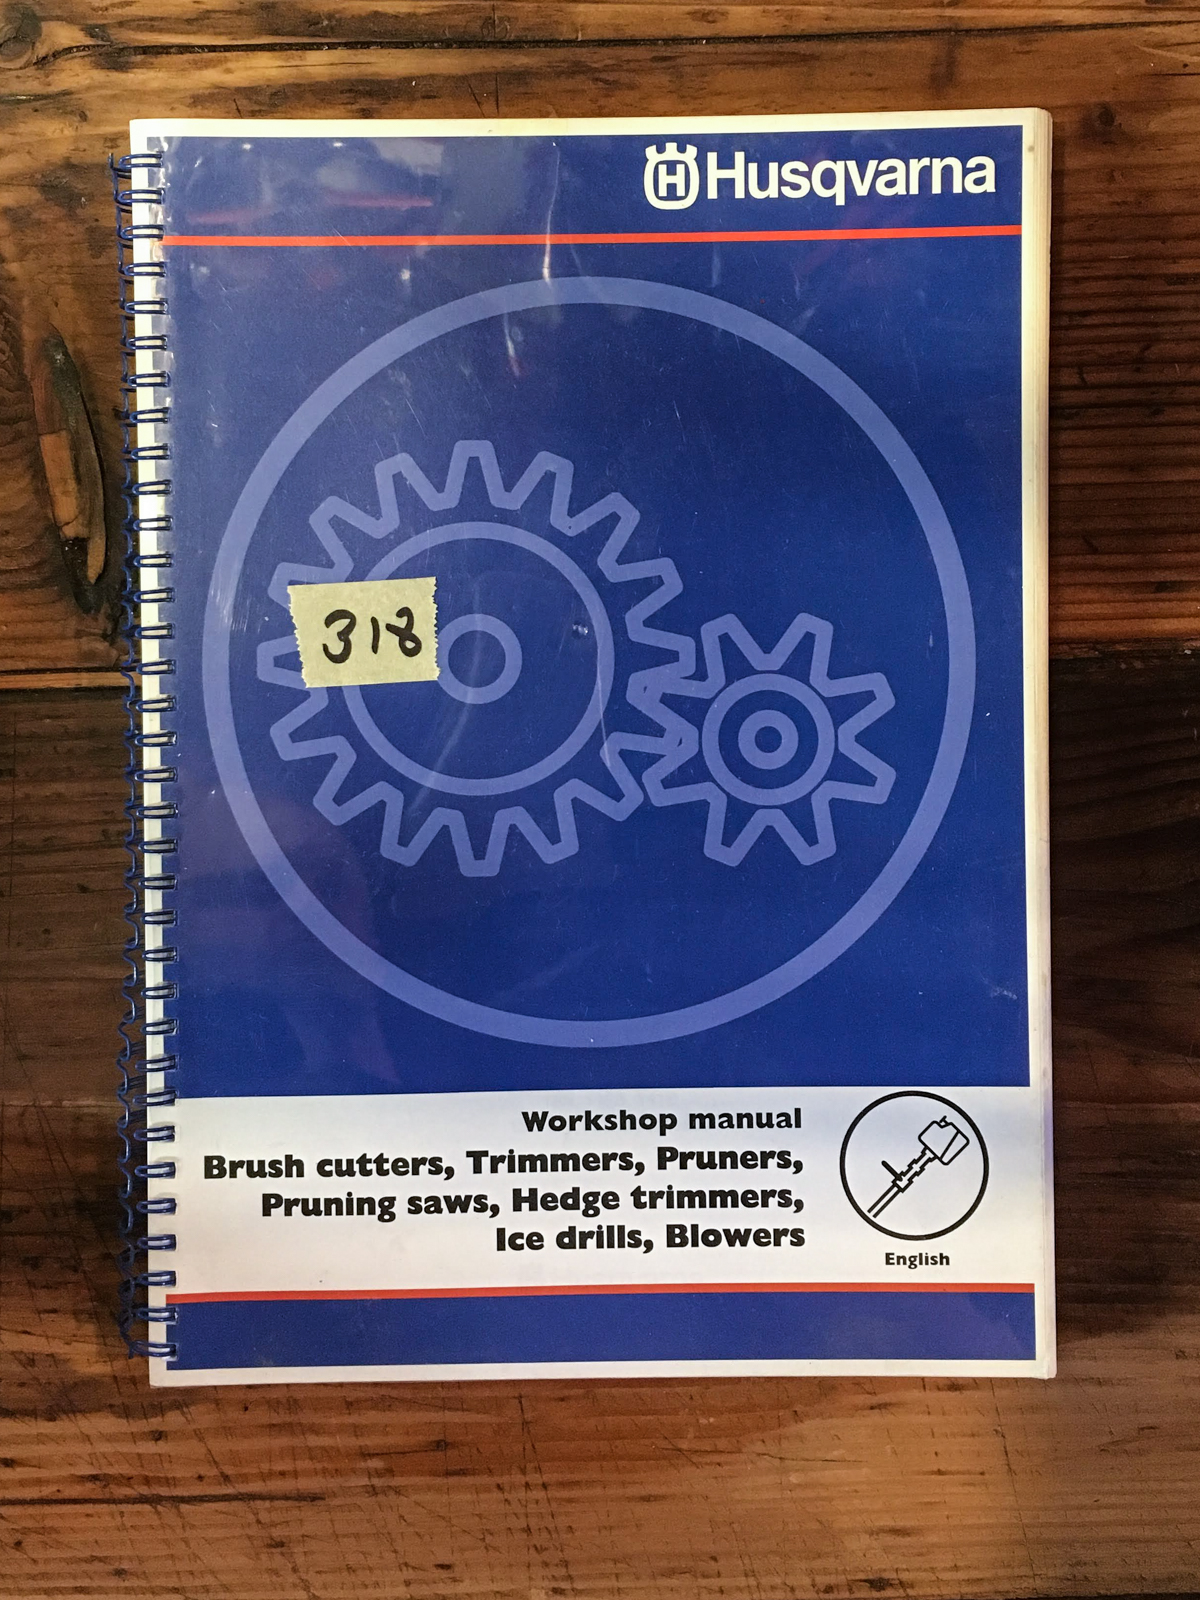 Husqvarna
318
Workshop manual
Brush cutters, Trimmers, Pruners,
Pruning saws, Hedge trimmers,
Ice drills, Blowers
English